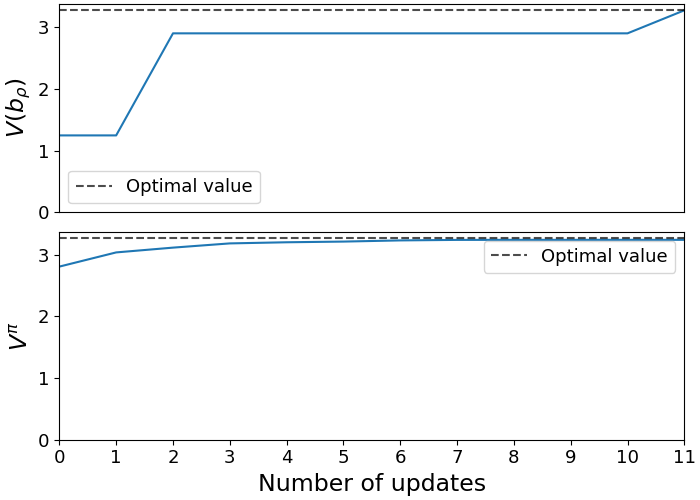 3
2
1
0
V(b_ρ)
Optimal value
3
2
1
0
V^π
Optimal value
0 1 2 3 4 5 6 7 8 9 10 11
Number of updates